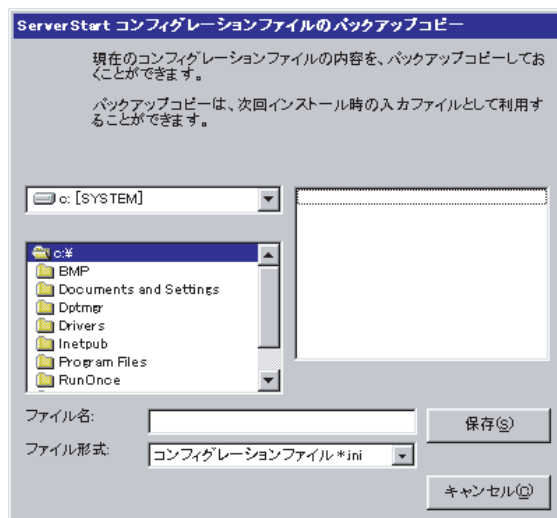 ServerStart コンフィグレーションファイルのバックアップコピー
現在のコンフィグレーションファイルの内容を、バックアップコピーしてお
くことができます。
バックアップコピーは、次回インストール時の入力ファイルとして利用す
ることができます。
c: [SYSTEM]
c:¥
BMP
Documents and Settings
Dptmgr
Drivers
Inetpub
Program Files
RunOnce
ファイル名:
保存(S)
ファイル形式:
コンフィグレーションファイル *.ini
キャンセル(C)